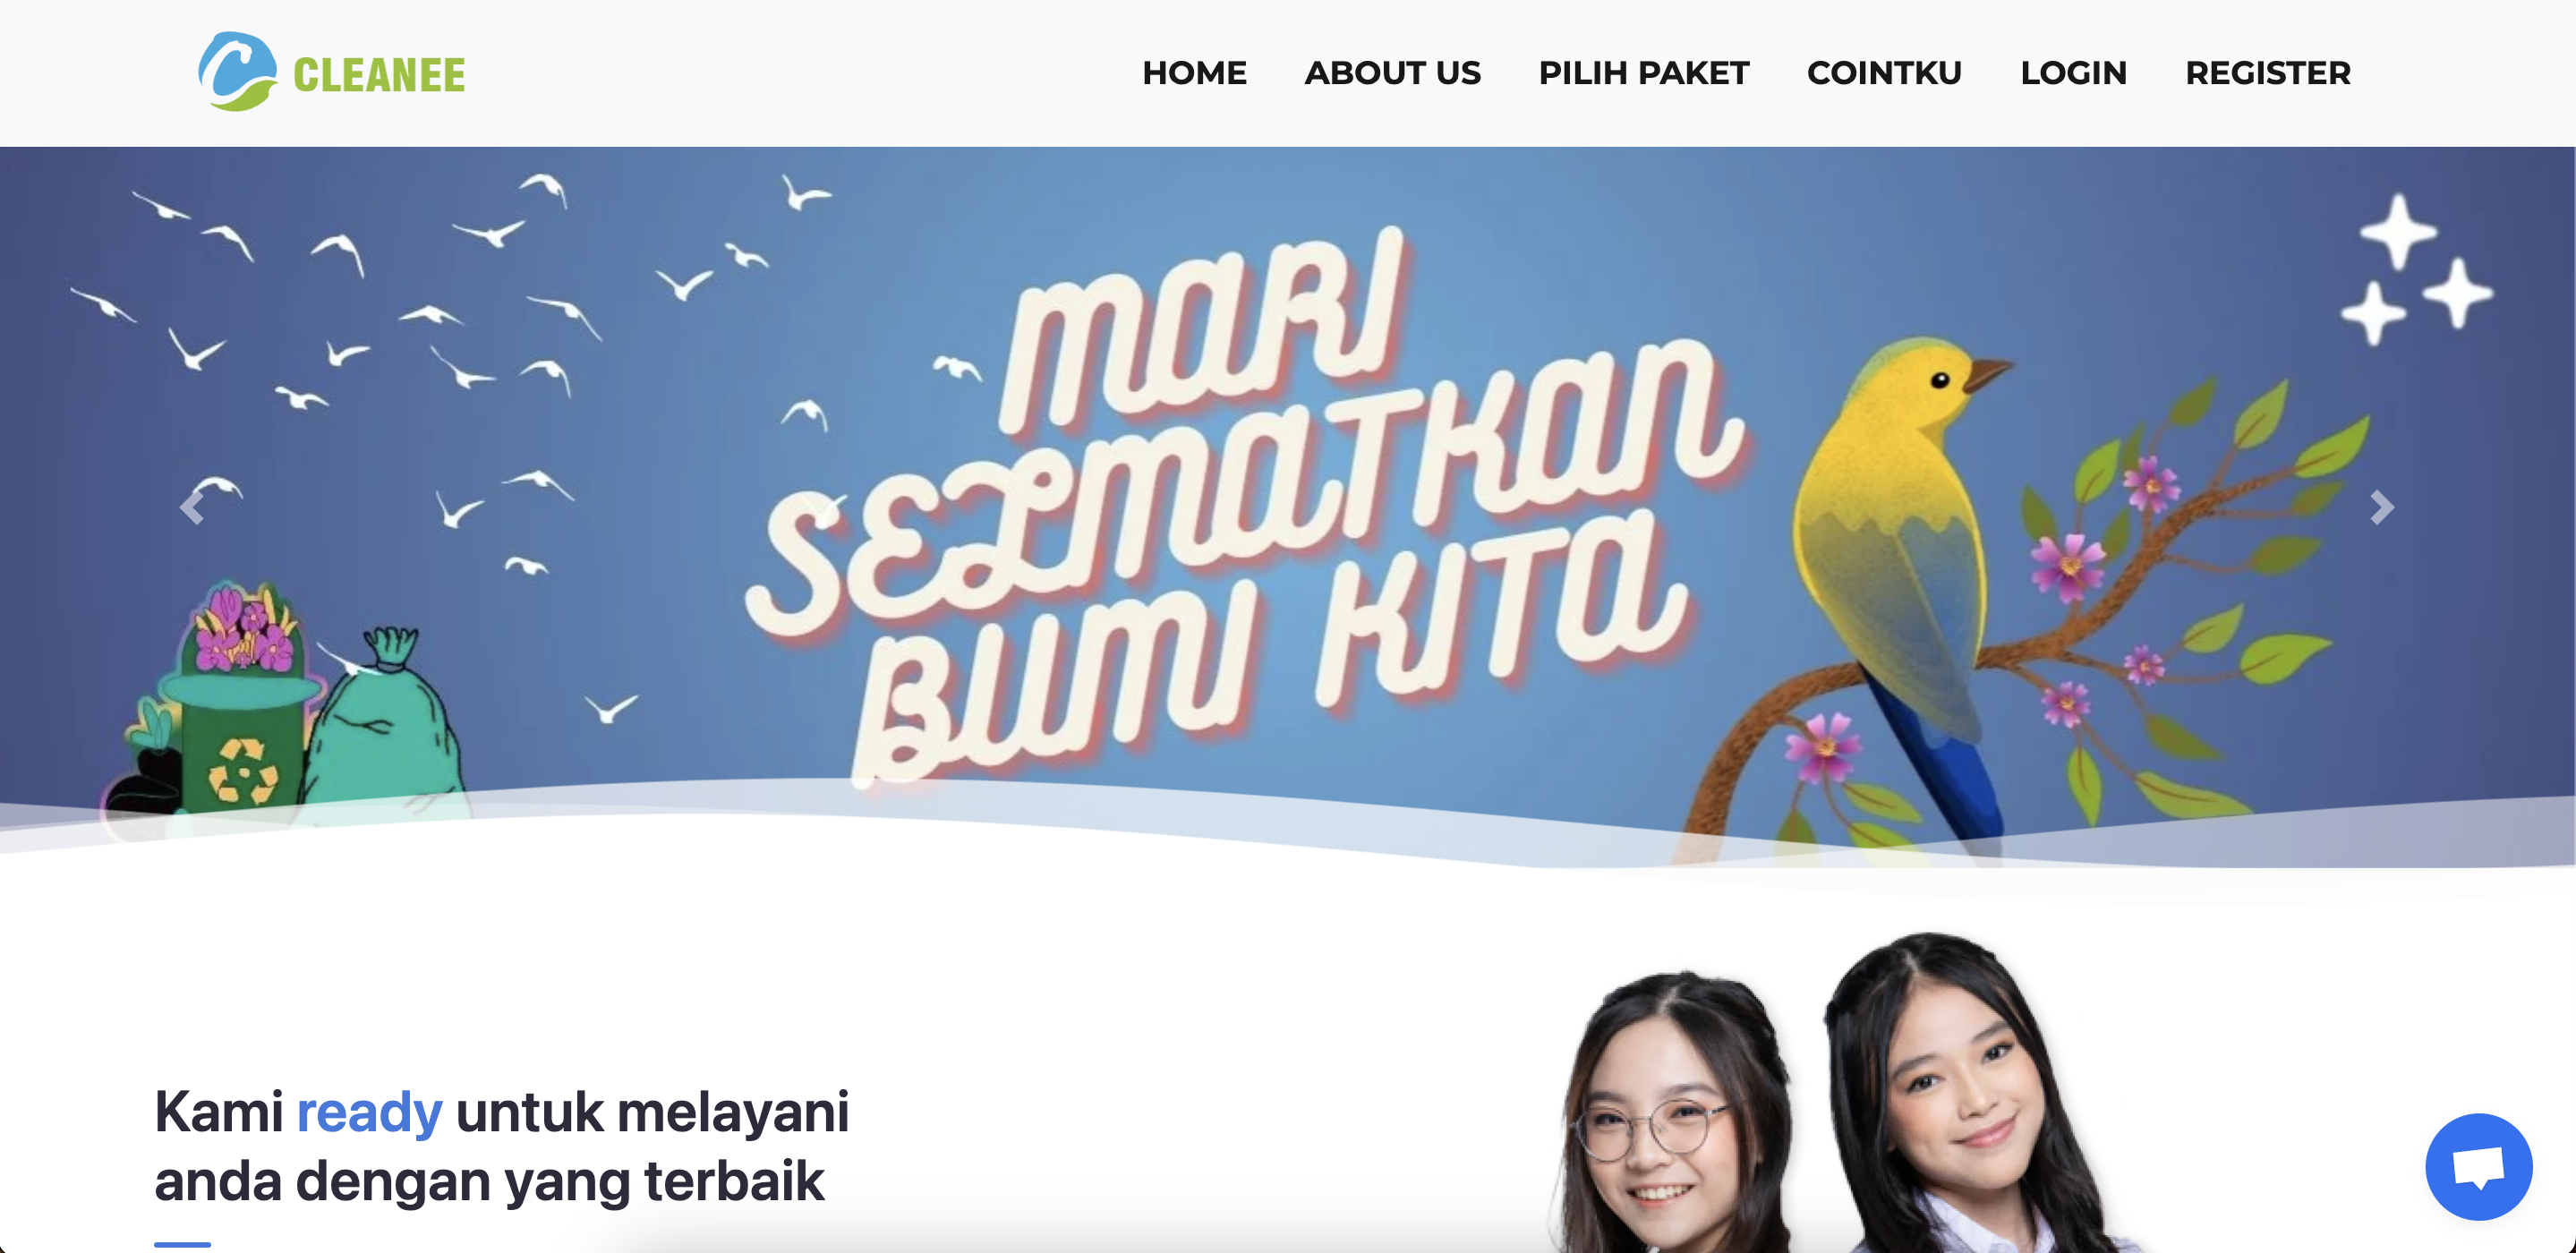 CLEANEE
HOME ABOUT US PILIH PAKET COINTKU LOGIN REGISTER
MARI
SELMATKAN
BUMI KITA
Kami ready untuk melayani
anda dengan yang terbaik